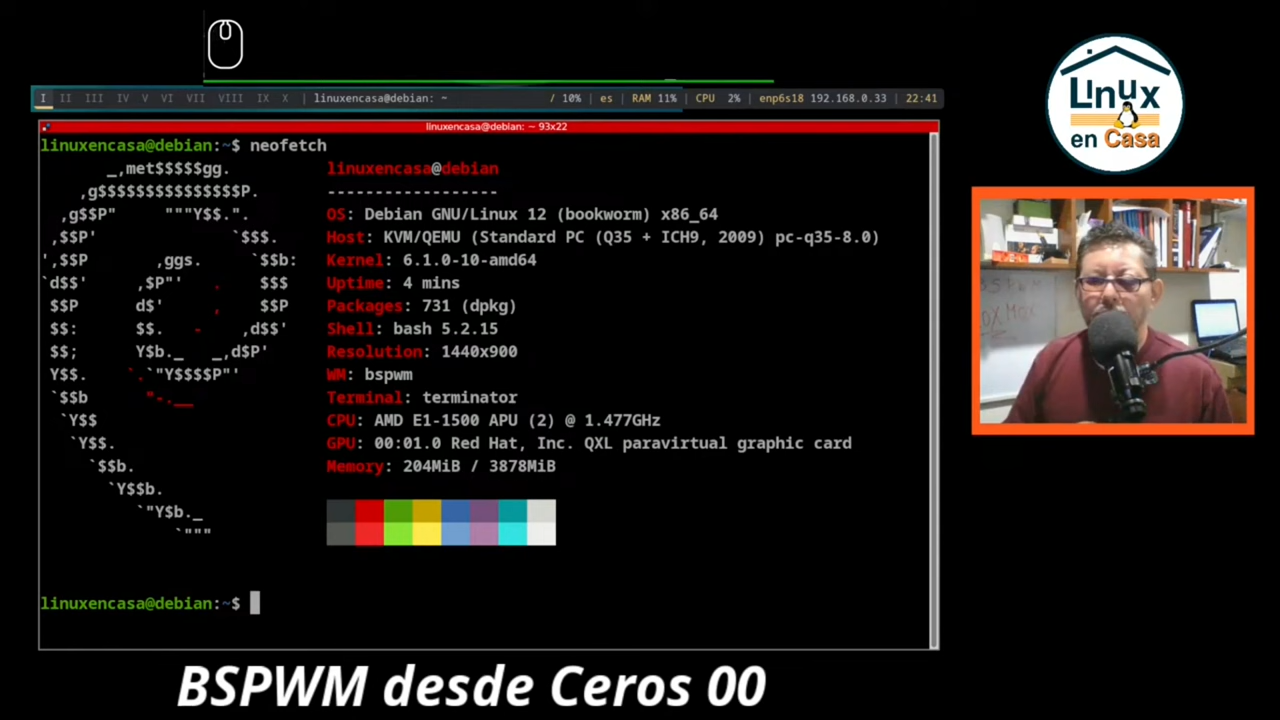 I II III IV V VI VII VIII IX X | linuxencasa@debian: ~ / 10% | es | RAM 11% | CPU 2% | enp6s18 192.168.0.33 | 22:41
linuxencasa@debian: ~ 93x22
linuxencasa@debian:~$ neofetch
_,met$$$$$gg. linuxencasa@debian
,g$$$$$$$$$$$$$$$P. ------------------
,g$$P" """Y$$.". OS: Debian GNU/Linux 12 (bookworm) x86_64
,$$P' `$$$. Host: KVM/QEMU (Standard PC (Q35 + ICH9, 2009) pc-q35-8.0)
',$$P ,ggs. `$$b: Kernel: 6.1.0-10-amd64
`d$$' ,$P"' . $$$ Uptime: 4 mins
$$P d$' , $$P Packages: 731 (dpkg)
$$: $$. - ,d$$' Shell: bash 5.2.15
$$; Y$b._ _,d$P' Resolution: 1440x900
Y$$. `.`"Y$$$$P"' WM: bspwm
`$$b "-.__ Terminal: terminator
`Y$$ CPU: AMD E1-1500 APU (2) @ 1.477GHz
`Y$$. GPU: 00:01.0 Red Hat, Inc. QXL paravirtual graphic card
`$$b. Memory: 204MiB / 3878MiB
`Y$$b.
`"Y$b._
`"""
linuxencasa@debian:~$
BSPWM desde Ceros 00
LInux
en Casa